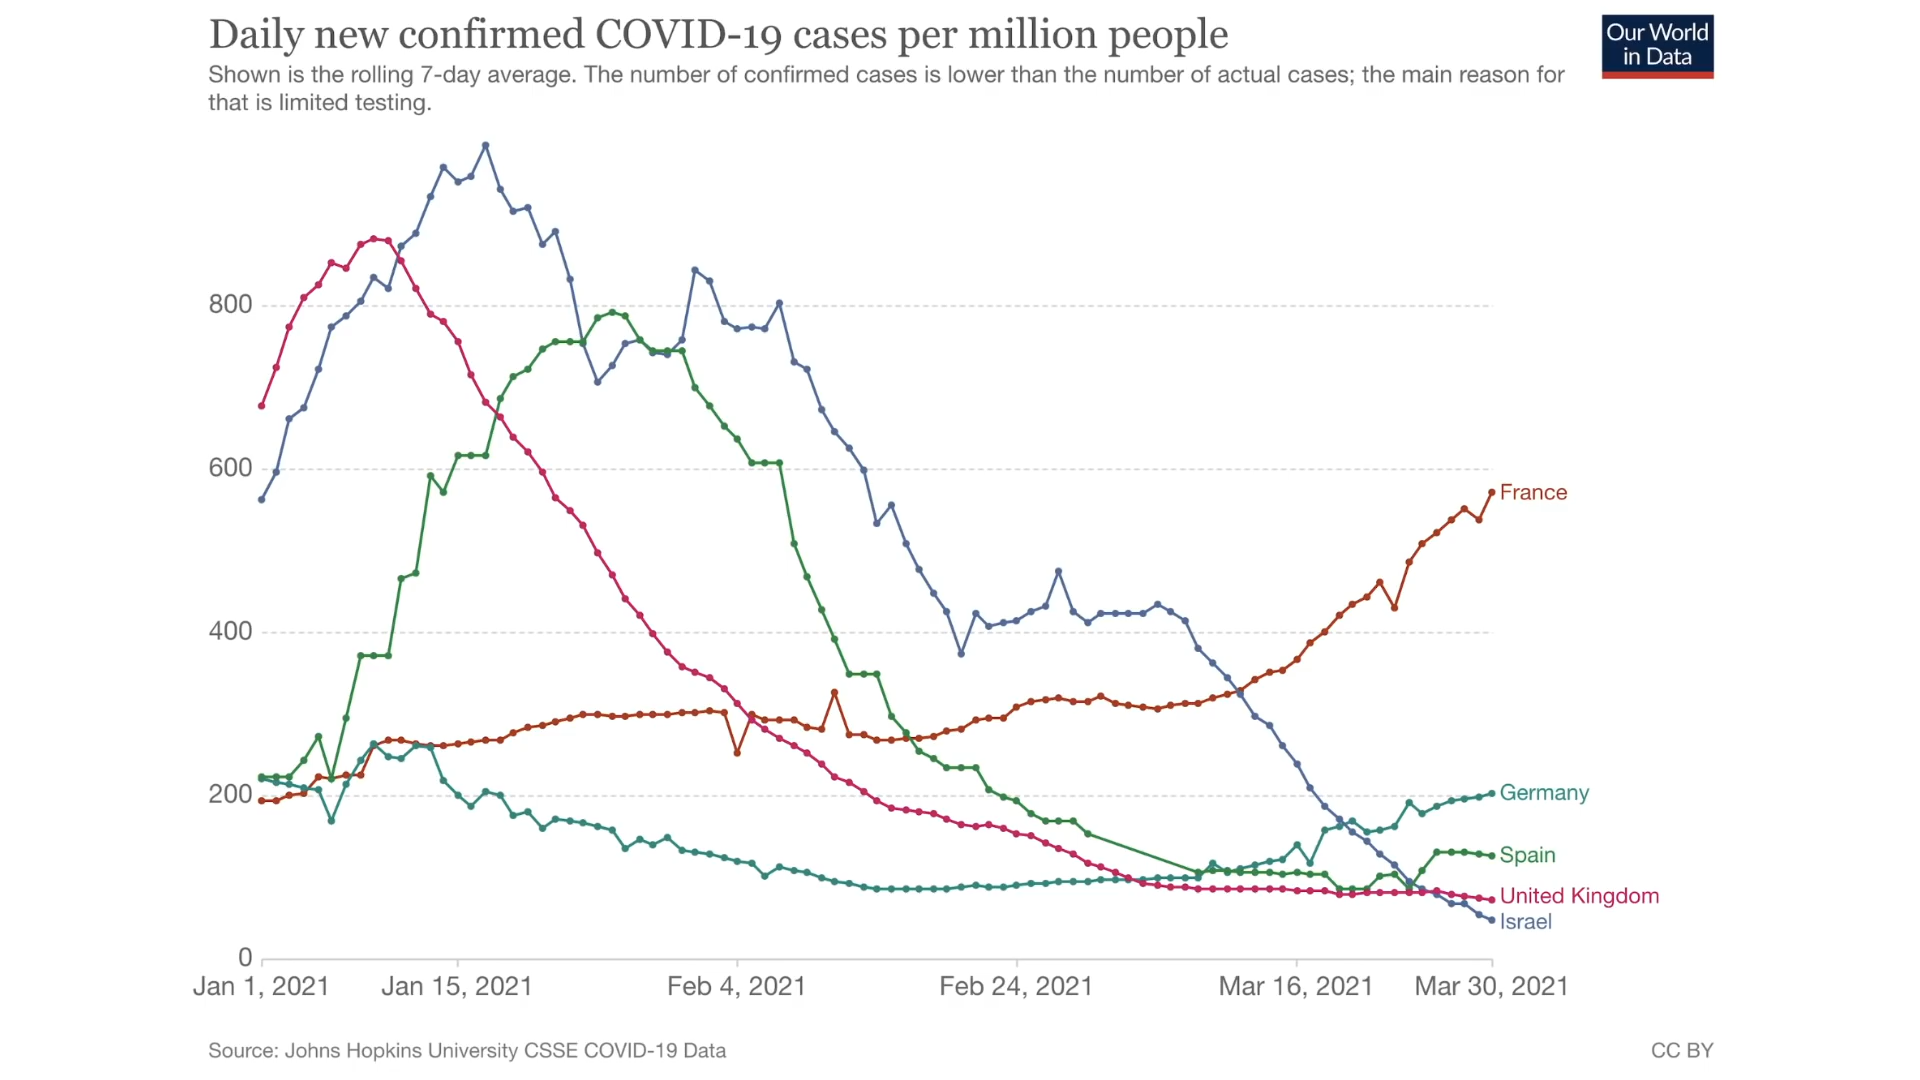 Daily new confirmed COVID-19 cases per million people
Our World
in Data
Shown is the rolling 7-day average. The number of confirmed cases is lower than the number of actual cases; the main reason for
that is limited testing.
800
600
400
200
0
France
Germany
Spain
United Kingdom
Israel
Jan 1, 2021
Jan 15, 2021
Feb 4, 2021
Feb 24, 2021
Mar 16, 2021
Mar 30, 2021
Source: Johns Hopkins University CSSE COVID-19 Data
CC BY